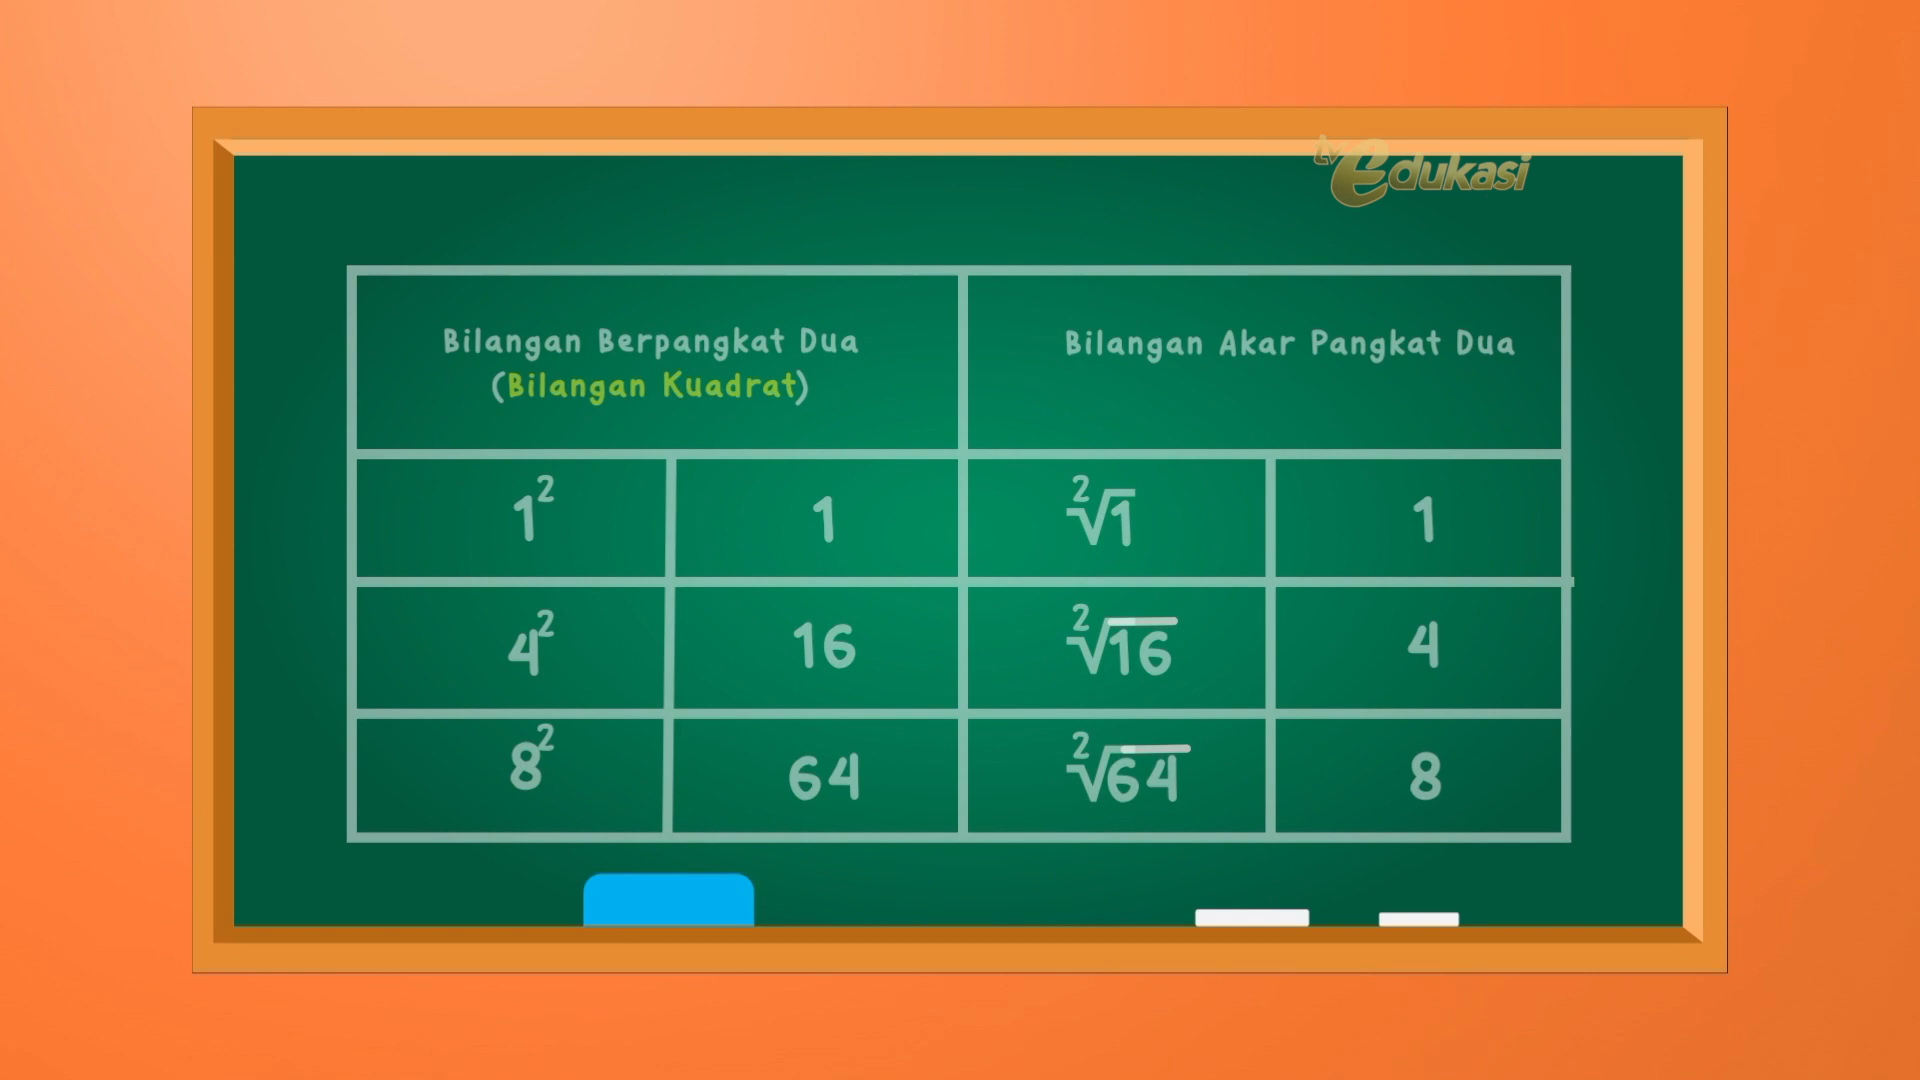 tv edukasi
Bilangan Berpangkat Dua
(Bilangan Kuadrat)
Bilangan Akar Pangkat Dua
1² 1 ²√1 1
4² 16 ²√16 4
8² 64 ²√64 8